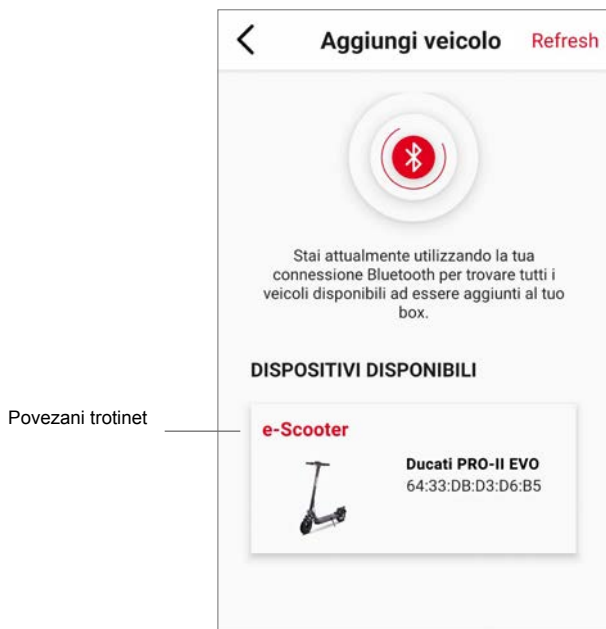 Aggiungi veicolo Refresh
Stai attualmente utilizzando la tua
connessione Bluetooth per trovare tutti i
veicoli disponibili ad essere aggiunti al tuo
box.
DISPOSITIVI DISPONIBILI
Povezani trotinet
e-Scooter
Ducati PRO-II EVO
64:33:DB:D3:D6:B5